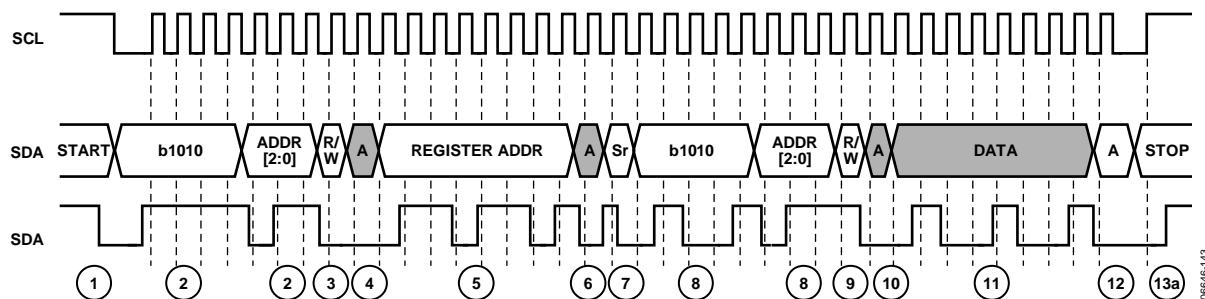 SCL
SDA START b1010 ADDR [2:0] R/W A REGISTER ADDR A Sr b1010 ADDR [2:0] R/W A DATA A STOP
SDA
1 2 2 3 4 5 6 7 8 8 9 10 11 12 13a
06646-143